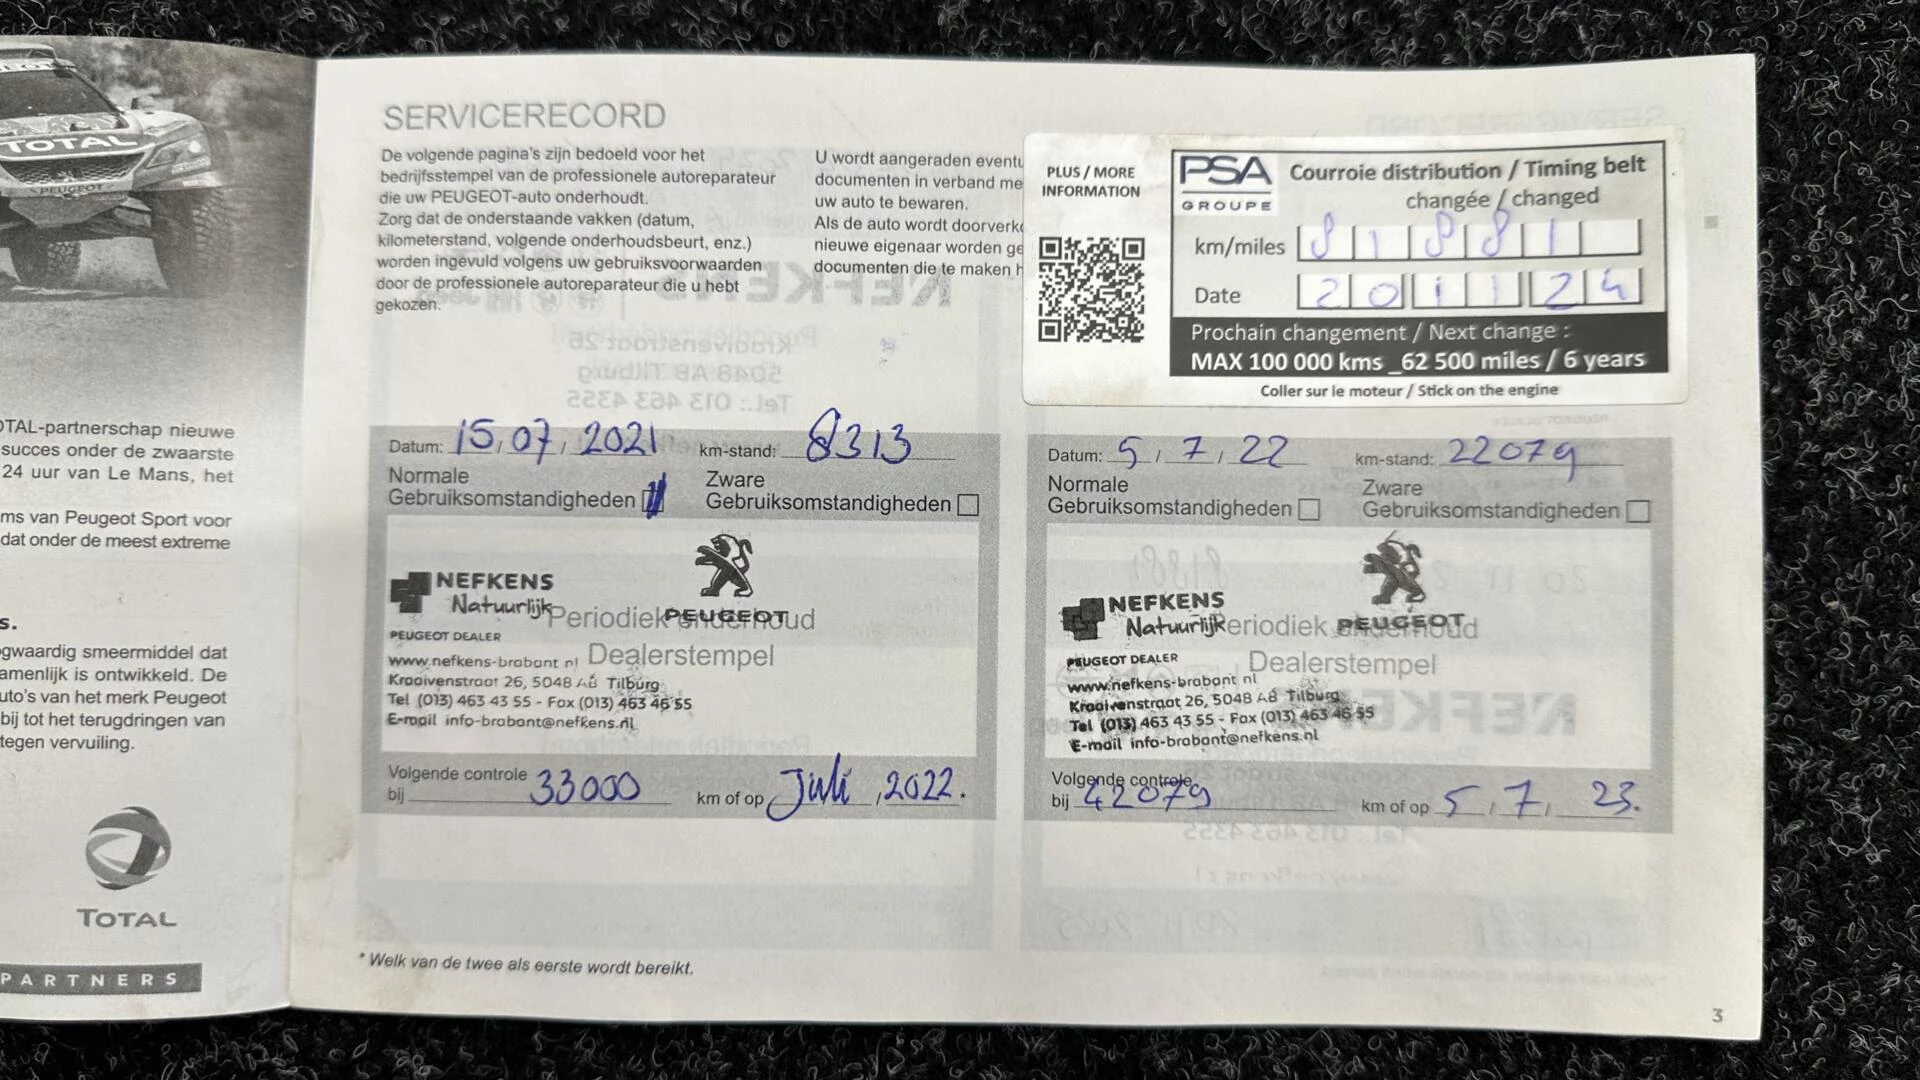 TOTAL
PEUGEOT
OTAL-partnerschap nieuwe
succes onder de zwaarste
24 uur van Le Mans, het
ms van Peugeot Sport voor
dat onder de meest extreme
s.
gwaardig smeermiddel dat
amenlijk is ontwikkeld. De
uto's van het merk Peugeot
bij tot het terugdringen van
tegen vervuiling.
TOTAL
PARTNERS
SERVICERECORD
De volgende pagina's zijn bedoeld voor het
bedrijfsstempel van de professionele autoreparateur
die uw PEUGEOT-auto onderhoudt.
Zorg dat de onderstaande vakken (datum,
kilometerstand, volgende onderhoudsbeurt, enz.)
worden ingevuld volgens uw gebruiksvoorwaarden
door de professionele autoreparateur die u hebt
gekozen.
U wordt aangeraden eventu
documenten in verband me
uw auto te bewaren.
Als de auto wordt doorverko
nieuwe eigenaar worden ge
documenten die te maken h
PLUS / MORE
INFORMATION
PSA
GROUPE
Courroie distribution / Timing belt
changée / changed
km/miles 81881
Date 20 11 24
Prochain changement / Next change :
MAX 100 000 kms _62 500 miles / 6 years
Coller sur le moteur / Stick on the engine
Datum: 15, 07, 2021 km-stand: 8313
Normale
Gebruiksomstandigheden
Zware
Gebruiksomstandigheden
NEFKENS
Natuurlijk
PEUGEOT
Periodiek onderhoud
PEUGEOT DEALER
Dealerstempel
www.nefkens-brabant nl
Kraaivenstraat 26, 5048 AB Tilburg
Tel (013) 463 43 55 - Fax (013) 463 46 55
E-mail info-brabant@nefkens.nl
Volgende controle
bij 33000 km of op Juli, 2022.*
Datum: 5, 7, 22 km-stand: 22079
Normale
Gebruiksomstandigheden
Zware
Gebruiksomstandigheden
NEFKENS
Natuurlijk
PEUGEOT
Periodiek onderhoud
PEUGEOT DEALER
Dealerstempel
www.nefkens-brabant nl
Kraaivenstraat 26, 5048 AB Tilburg
Tel (013) 463 43 55 - Fax (013) 463 46 55
E-mail info-brabant@nefkens.nl
Volgende controle
bij 42079 km of op 5, 7, 23.
* Welk van de twee als eerste wordt bereikt.
3